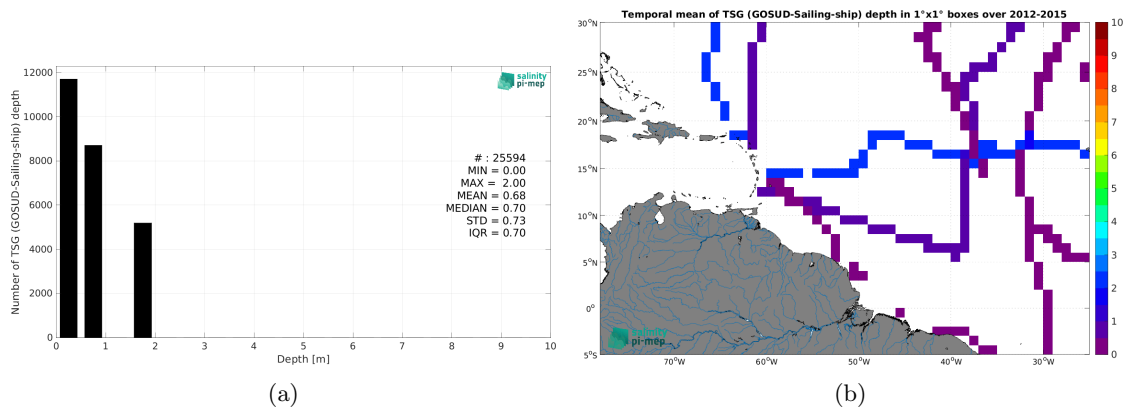 12000
10000
8000
6000
4000
2000
0
Number of TSG (GOSUD-Sailing-ship) depth
salinity
pi-mep
# : 25594
MIN = 0.00
MAX = 2.00
MEAN = 0.68
MEDIAN = 0.70
STD = 0.73
IQR = 0.70
0 1 2 3 4 5 6 7 8 9 10
Depth [m]
(a)
Temporal mean of TSG (GOSUD-Sailing-ship) depth in 1°x1° boxes over 2012-2015
30°N
25°N
20°N
15°N
10°N
5°N
0°
5°S
70°W 60°W 50°W 40°W 30°W
salinity
pi-mep
10
9
8
7
6
5
4
3
2
1
0
(b)